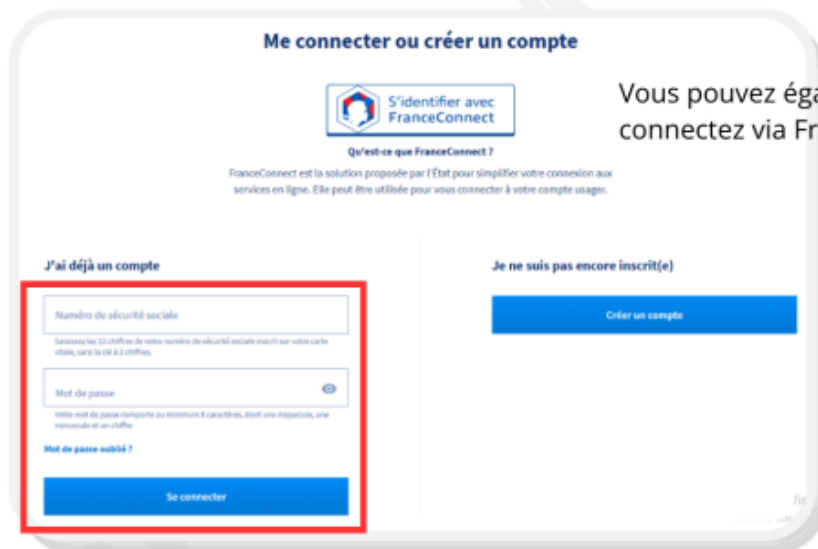 Me connecter ou créer un compte
S'identifier avec
FranceConnect
Vous pouvez éga
connectez via Fr
Qu'est-ce que FranceConnect ?
FranceConnect est la solution proposée par l'État pour simplifier votre connexion aux
services en ligne. Elle peut être utilisée pour vous connecter à votre compte usager.
J'ai déjà un compte
Numéro de sécurité sociale
Saisissez les 13 chiffres de votre numéro de sécurité sociale inscrit sur votre carte
vitale, sans la clé à 2 chiffres.
Mot de passe
Votre mot de passe comporte au minimum 8 caractères, dont une majuscule, une
minuscule et un chiffre
Mot de passe oublié ?
Se connecter
Je ne suis pas encore inscrit(e)
Créer un compte